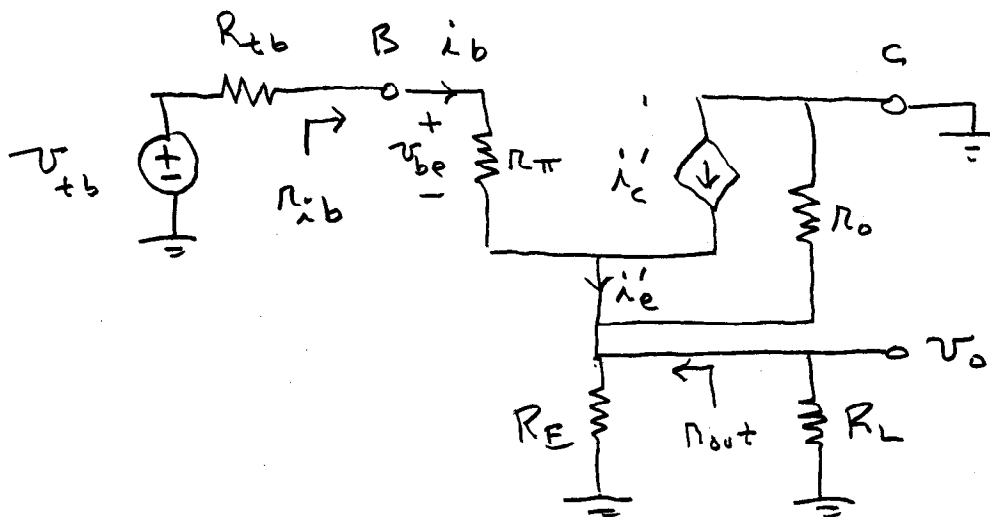 R_tb
B
i_b
C
+
-
v_tb
r_ib
+
v_be
-
r_π
i'_c
r_o
i'_e
v_o
R_E
r_out
R_L